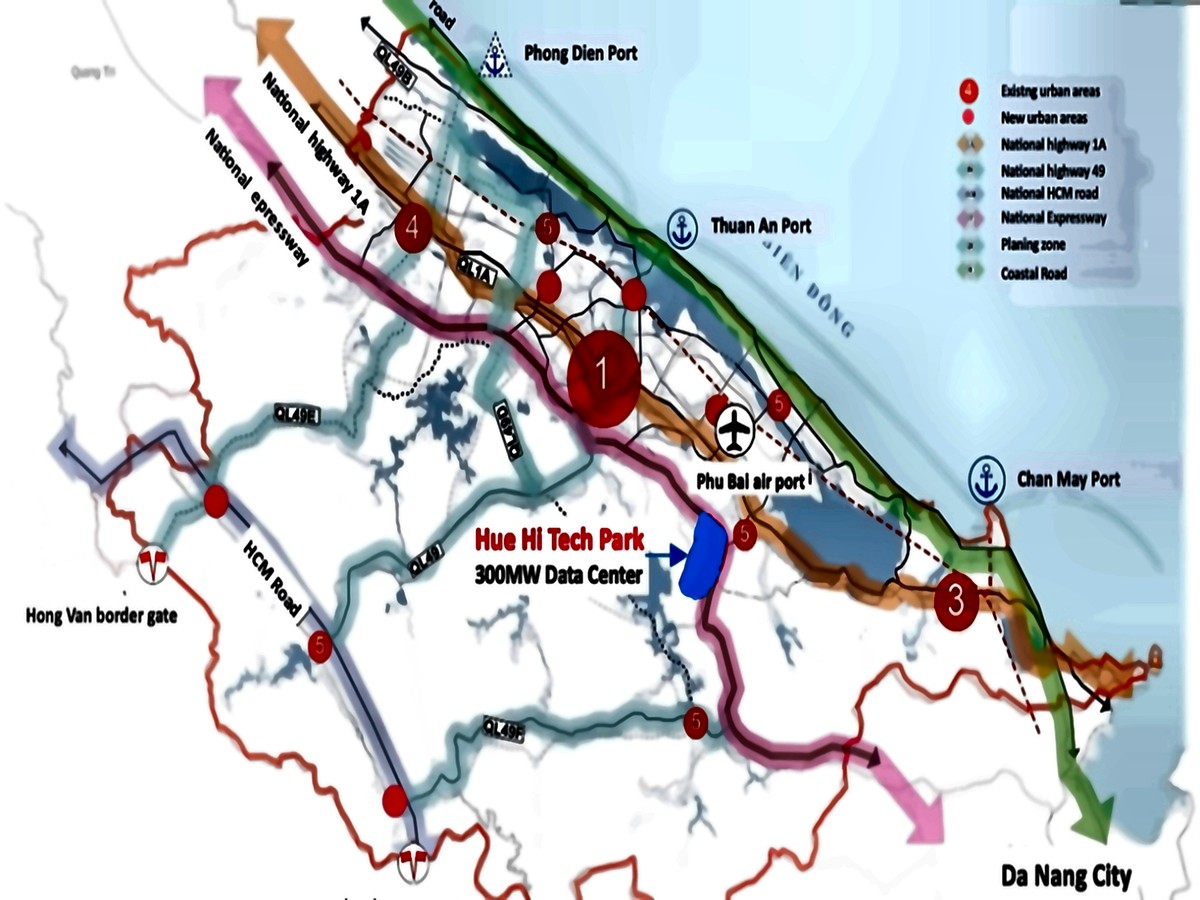 road
Phong Dien Port
QL49B
Quang Tri
4
Existng urban areas
New urban areas
National highway 1A
National highway 49
National HCM road
National Expressway
Planing zone
Coastal Road
National highway 1A
National epressway
4
5
Thuan An Port
BIỂN ĐÔNG
QL1A
1
5
QL49E
QL49D
Phu Bai air port
Chan May Port
Hue Hi Tech Park
300MW Data Center
5
QL49
HCM Road
3
Hong Van border gate
5
5
QL49F
Da Nang City